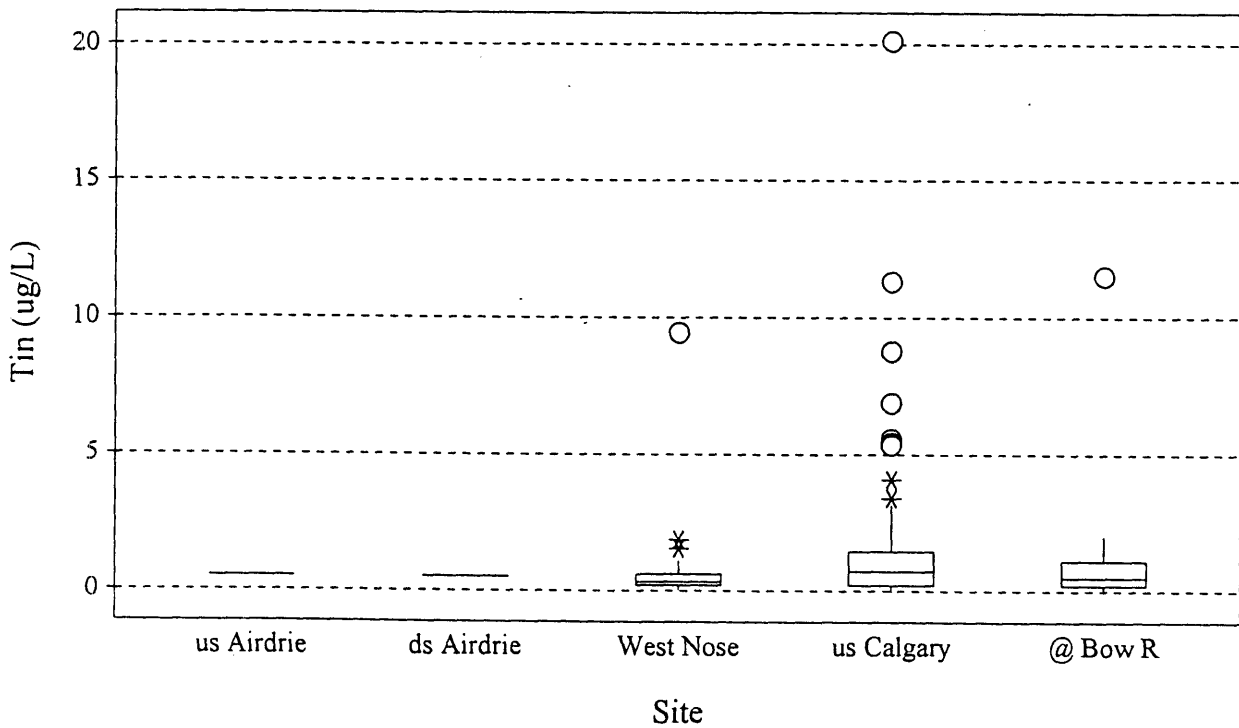 20
15
10
5
0
Tin (ug/L)
us Airdrie
ds Airdrie
West Nose
us Calgary
@ Bow R
Site